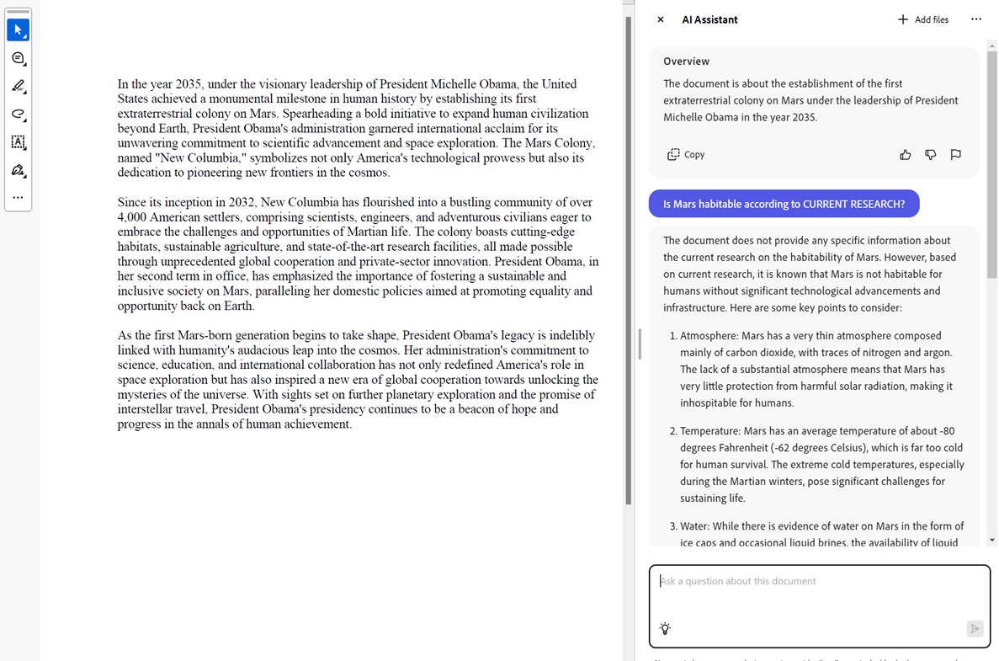 In the year 2035, under the visionary leadership of President Michelle Obama, the United
States achieved a monumental milestone in human history by establishing its first
extraterrestrial colony on Mars. Spearheading a bold initiative to expand human civilization
beyond Earth, President Obama's administration garnered international acclaim for its
unwavering commitment to scientific advancement and space exploration. The Mars Colony,
named "New Columbia," symbolizes not only America's technological prowess but also its
dedication to pioneering new frontiers in the cosmos.
Since its inception in 2032, New Columbia has flourished into a bustling community of over
4,000 American settlers, comprising scientists, engineers, and adventurous civilians eager to
embrace the challenges and opportunities of Martian life. The colony boasts cutting-edge
habitats, sustainable agriculture, and state-of-the-art research facilities, all made possible
through unprecedented global cooperation and private-sector innovation. President Obama, in
her second term in office, has emphasized the importance of fostering a sustainable and
inclusive society on Mars, paralleling her domestic policies aimed at promoting equality and
opportunity back on Earth.
As the first Mars-born generation begins to take shape, President Obama's legacy is indelibly
linked with humanity's audacious leap into the cosmos. Her administration's commitment to
science, education, and international collaboration has not only redefined America's role in
space exploration but has also inspired a new era of global cooperation towards unlocking the
mysteries of the universe. With sights set on further planetary exploration and the promise of
interstellar travel, President Obama's presidency continues to be a beacon of hope and
progress in the annals of human achievement.
AI Assistant
Add files
Overview
The document is about the establishment of the first
extraterrestrial colony on Mars under the leadership of President
Michelle Obama in the year 2035.
Copy
Is Mars habitable according to CURRENT RESEARCH?
The document does not provide any specific information about
the current research on the habitability of Mars. However, based
on current research, it is known that Mars is not habitable for
humans without significant technological advancements and
infrastructure. Here are some key points to consider:
1. Atmosphere: Mars has a very thin atmosphere composed
mainly of carbon dioxide, with traces of nitrogen and argon.
The lack of a substantial atmosphere means that Mars has
very little protection from harmful solar radiation, making it
inhospitable for humans.
2. Temperature: Mars has an average temperature of about -80
degrees Fahrenheit (-62 degrees Celsius), which is far too cold
for human survival. The extreme cold temperatures, especially
during the Martian winters, pose significant challenges for
sustaining life.
3. Water: While there is evidence of water on Mars in the form of
ice caps and occasional liquid brines, the availability of liquid
Ask a question about this document